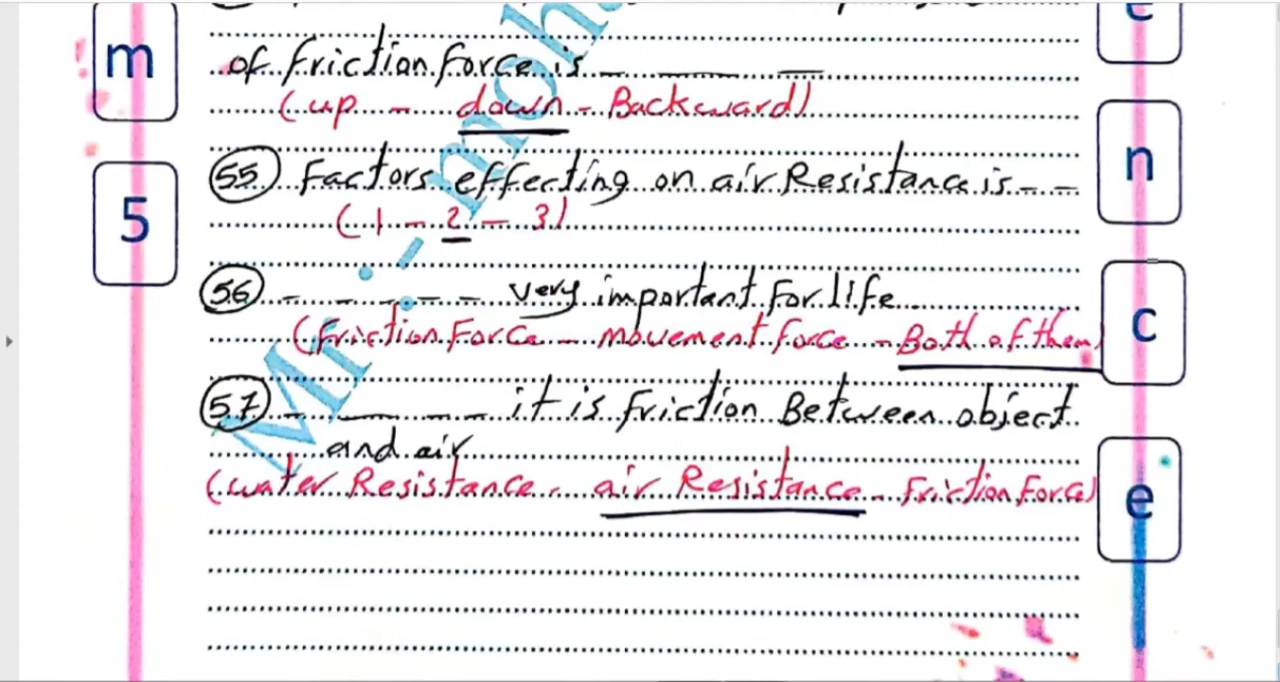 of friction force is - — —
(up - down - Backward)
55 Factors effecting on air Resistance is - -
(1 - 2 - 3)
56 - - - - - very important for life
(Friction Force - movement force - Both of them)
57 - — - - it is friction Between object
and air
(water Resistance - air Resistance - Friction Force)
m
5
n
c
e
Mr :- moh